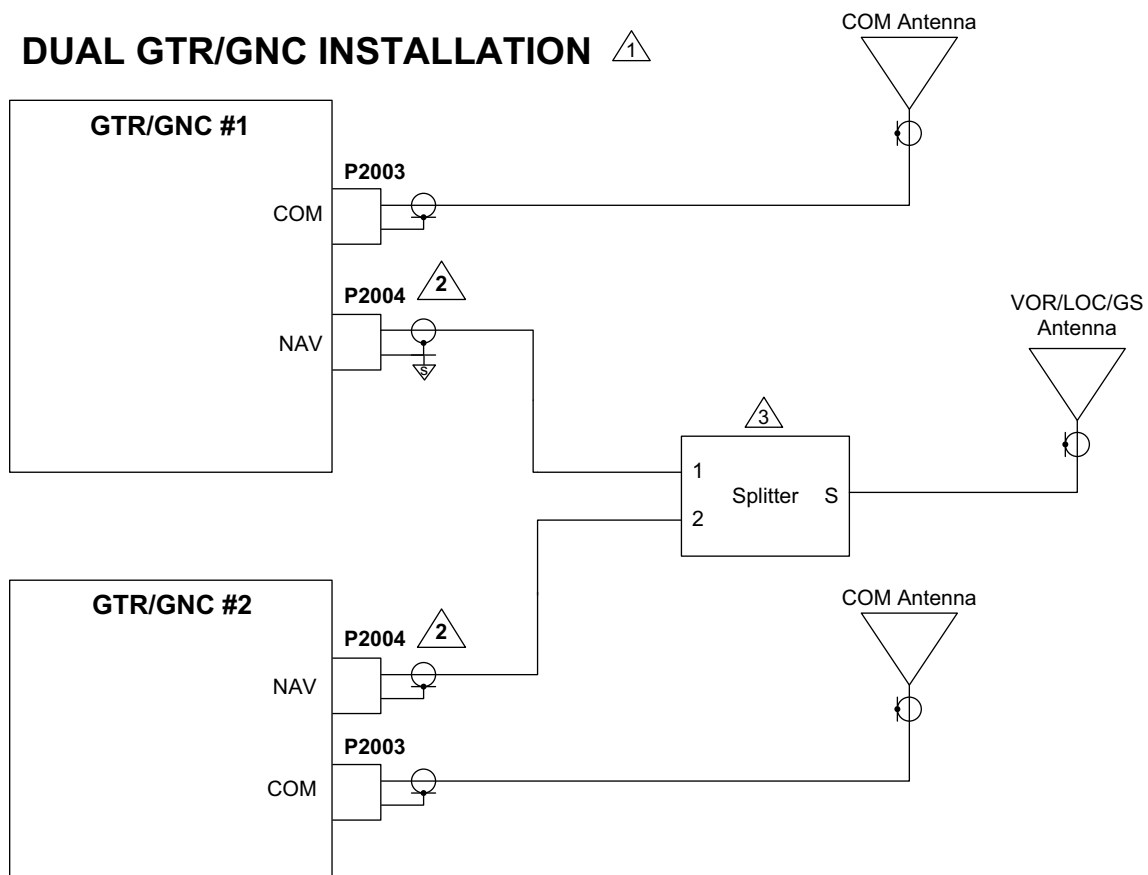 DUAL GTR/GNC INSTALLATION 1
COM Antenna
GTR/GNC #1
P2003
COM
P2004 2
NAV
s
VOR/LOC/GS
Antenna
3
1
Splitter S
2
GTR/GNC #2
P2004 2
NAV
P2003
COM
COM Antenna